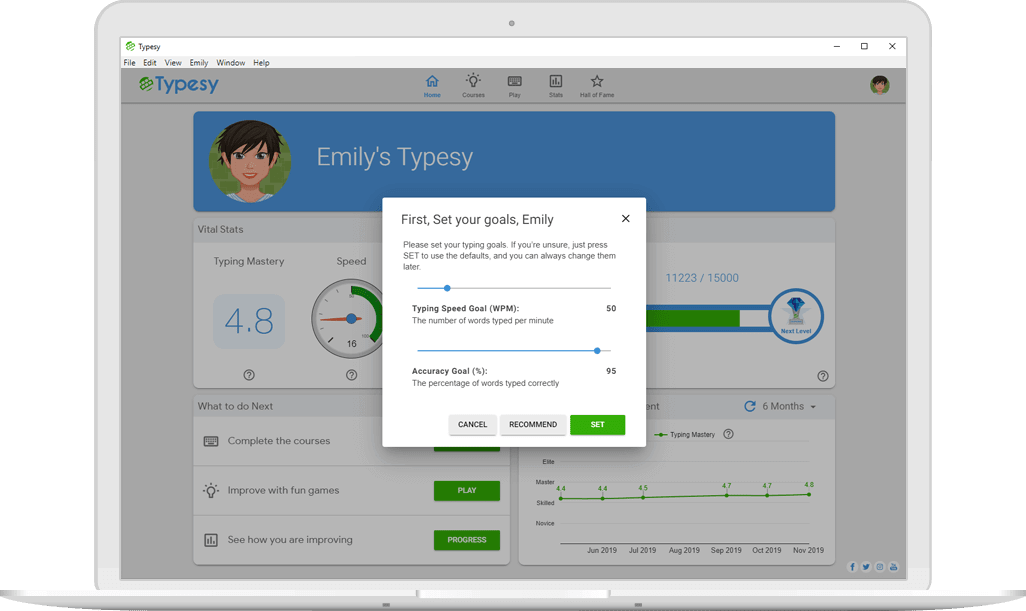 Typesy
File Edit View Emily Window Help
Typesy
Home Courses Play Stats Hall of Fame
Emily's Typesy
First, Set your goals, Emily
Please set your typing goals. If you're unsure, just press
SET to use the defaults, and you can always change them
later.
Typing Speed Goal (WPM): 50
The number of words typed per minute
Accuracy Goal (%): 95
The percentage of words typed correctly
CANCEL RECOMMEND SET
Vital Stats
Typing Mastery Speed
4.8
16
11223 / 15000
Next Level
What to do Next
Complete the courses
Improve with fun games
PLAY
See how you are improving
PROGRESS
6 Months
Typing Mastery
Elite
Master
Skilled
Novice
4.4 4.4 4.5 4.7 4.7 4.8
Jun 2019 Jul 2019 Aug 2019 Sep 2019 Oct 2019 Nov 2019